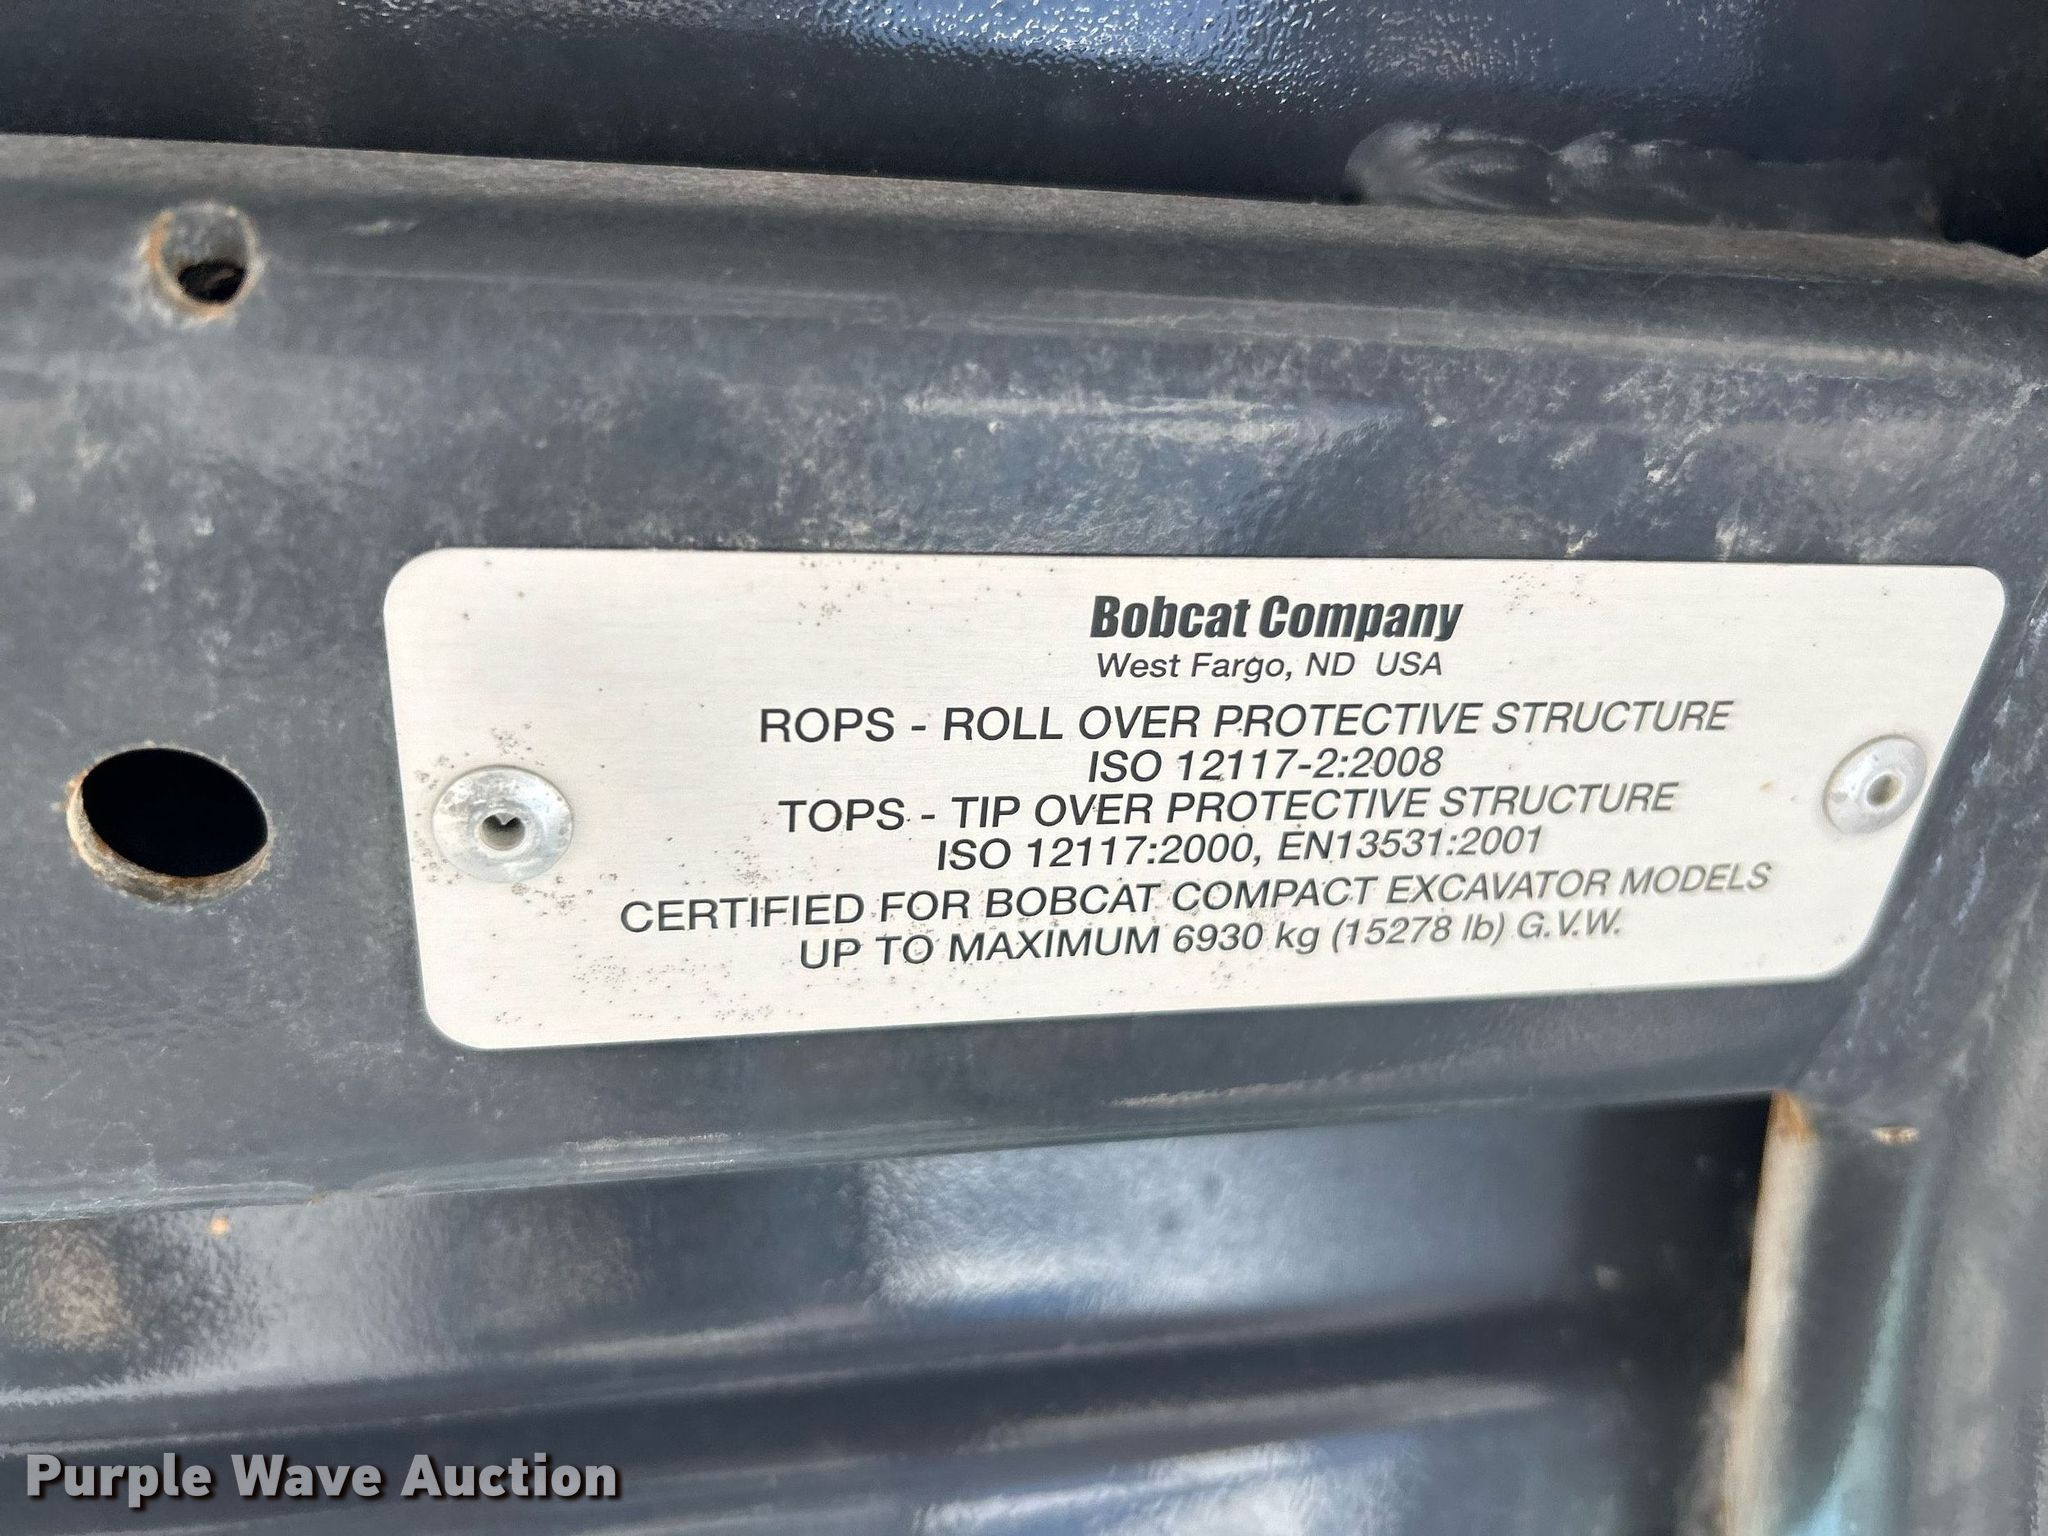 Bobcat Company
West Fargo, ND USA
ROPS - ROLL OVER PROTECTIVE STRUCTURE
ISO 12117-2:2008
TOPS - TIP OVER PROTECTIVE STRUCTURE
ISO 12117:2000, EN13531:2001
CERTIFIED FOR BOBCAT COMPACT EXCAVATOR MODELS
UP TO MAXIMUM 6930 kg (15278 lb) G.V.W.
Purple Wave Auction